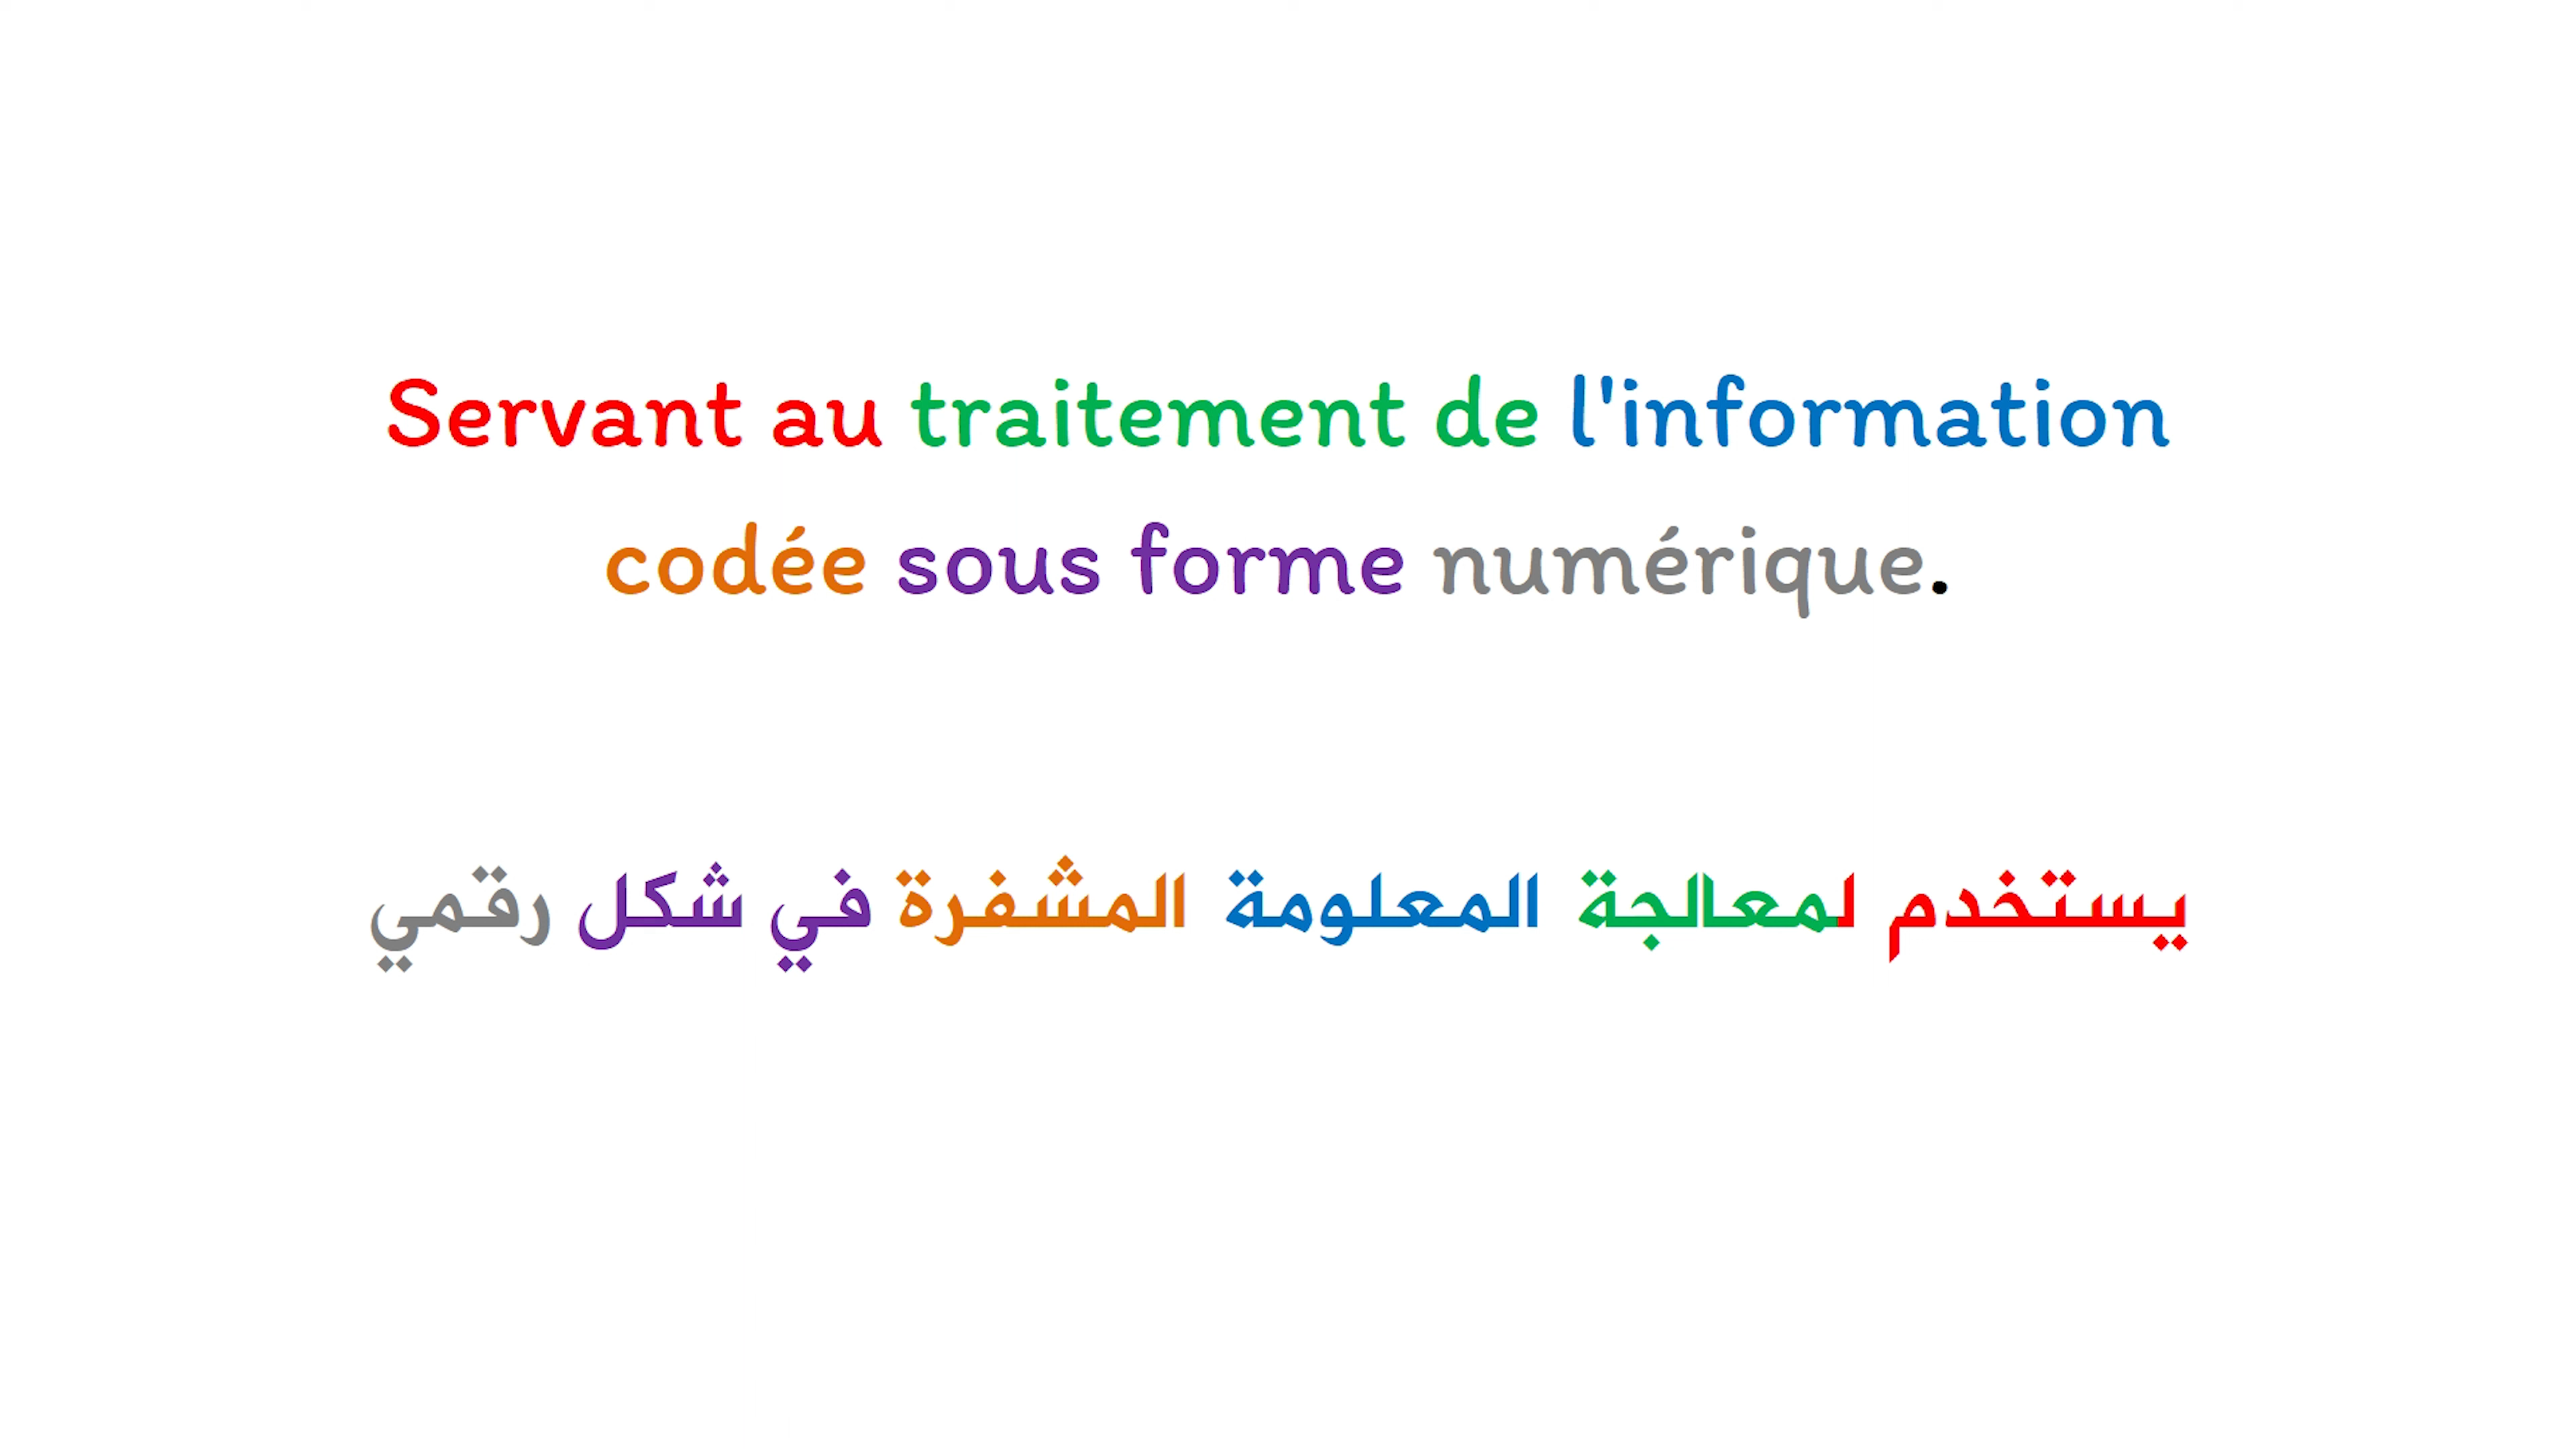 Servant au traitement de l'information
codée sous forme numérique.
يستخدم لمعالجة المعلومة المشفرة في شكل رقمي